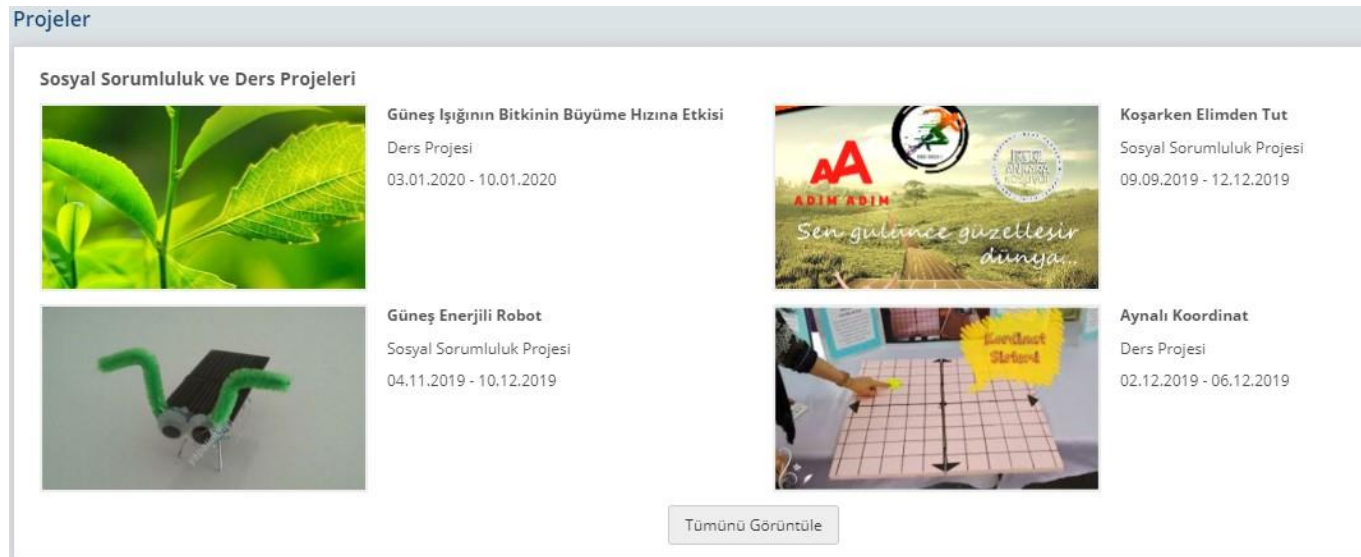 Projeler
Sosyal Sorumluluk ve Ders Projeleri
Güneş Işığının Bitkinin Büyüme Hızına Etkisi
Ders Projesi
03.01.2020 - 10.01.2020
Koşarken Elimden Tut
Sosyal Sorumluluk Projesi
09.09.2019 - 12.12.2019
ADIM ADIM
Sen gülünce güzelleşir
dünya...
Güneş Enerjili Robot
Sosyal Sorumluluk Projesi
04.11.2019 - 10.12.2019
Aynalı Koordinat
Ders Projesi
02.12.2019 - 06.12.2019
Kordinat
Sistemi
Tümünü Görüntüle